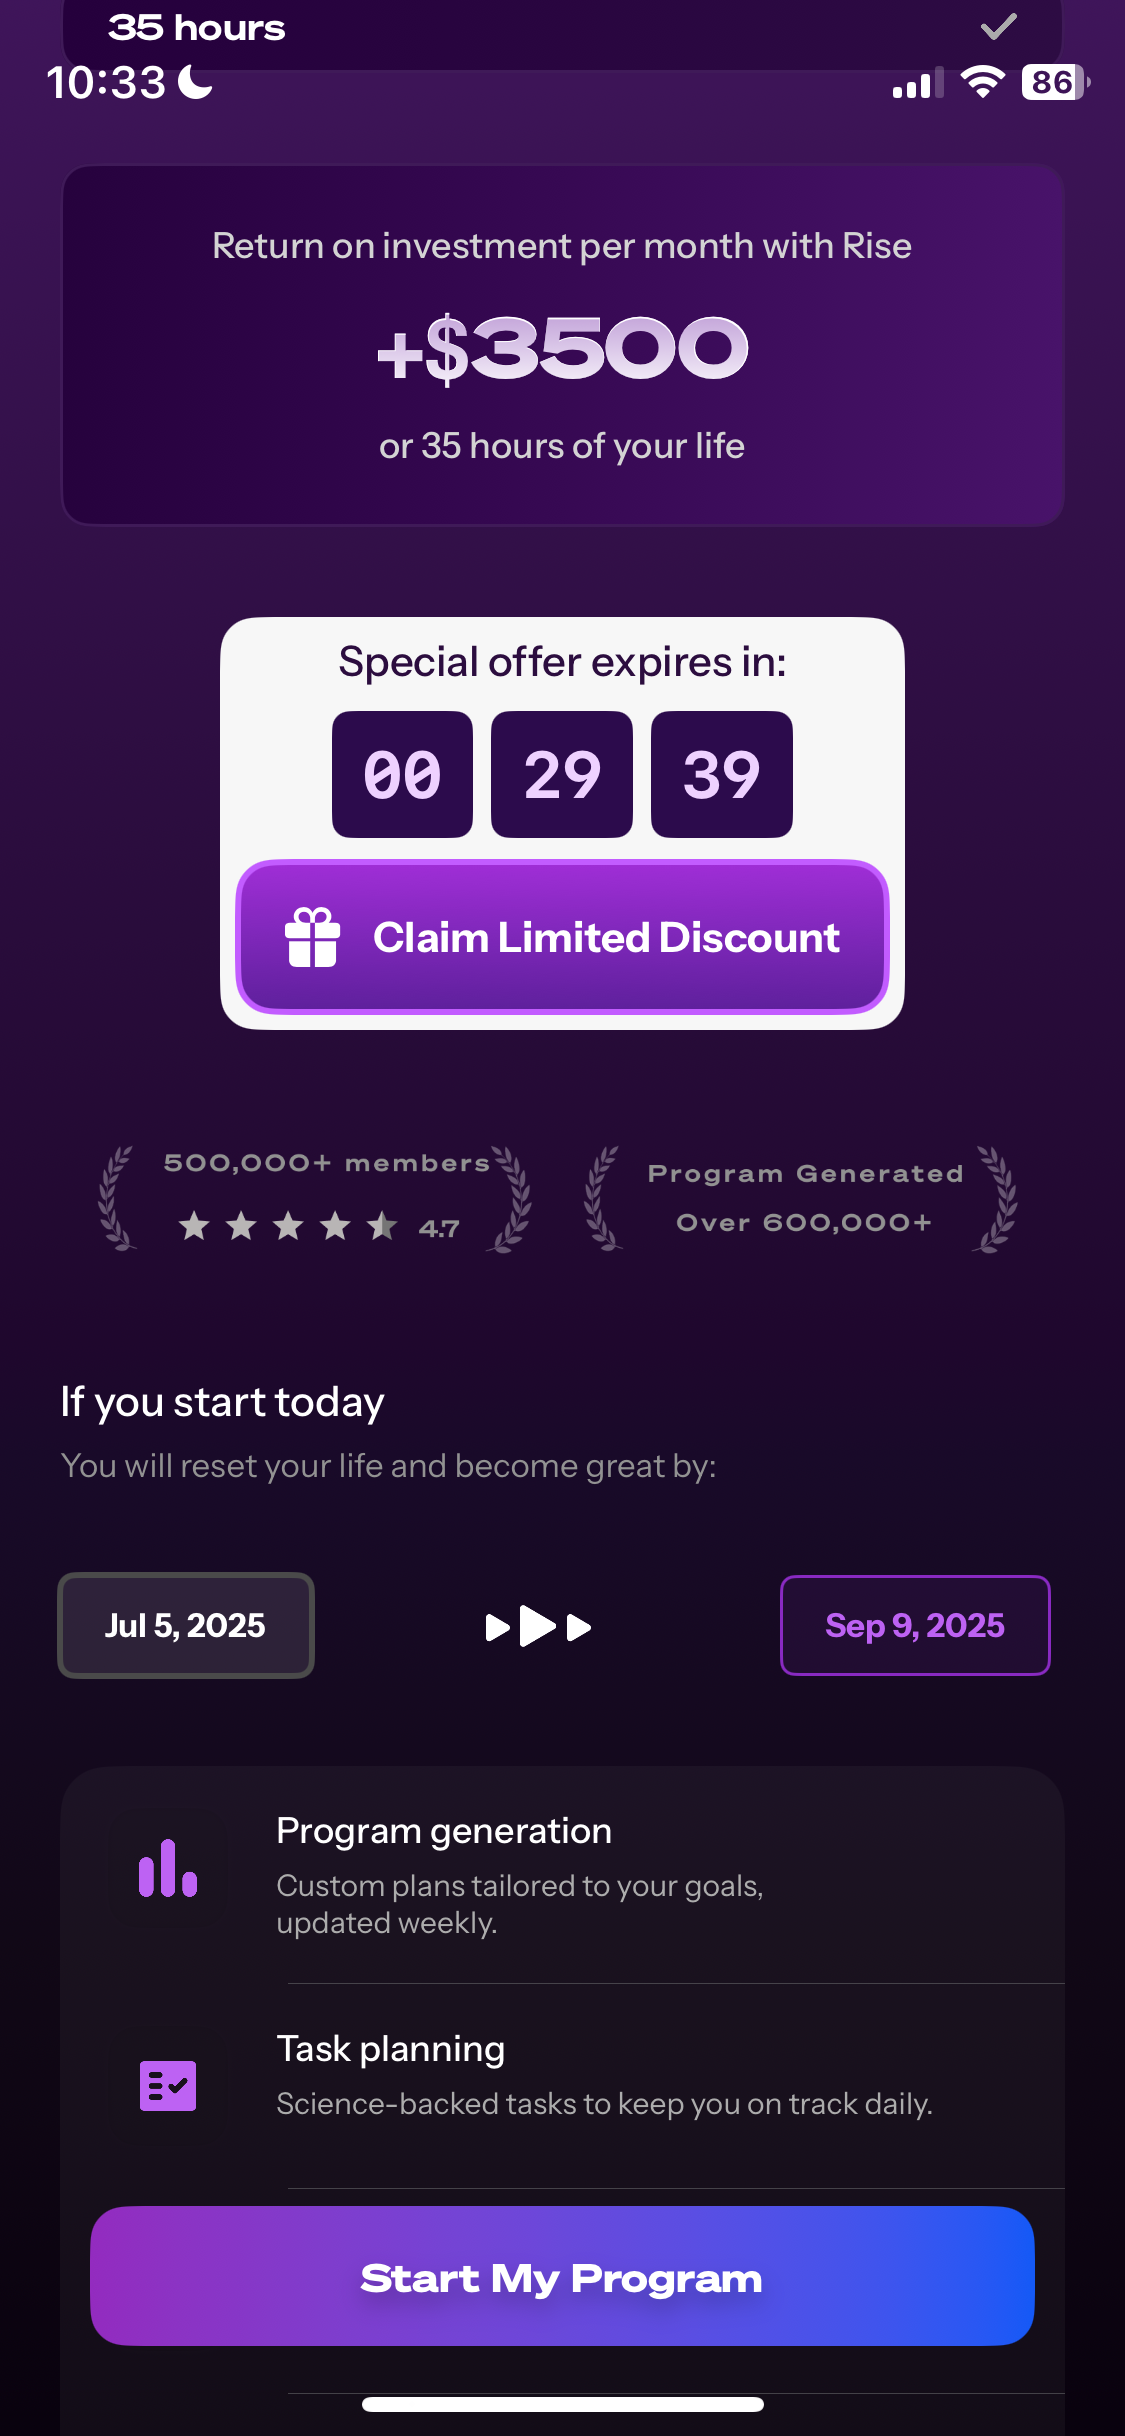 35 hours
10:33
86
Return on investment per month with Rise
+$3500
or 35 hours of your life
Special offer expires in:
00 29 39
Claim Limited Discount
500,000+ members
4.7
Program Generated
Over 600,000+
If you start today
You will reset your life and become great by:
Jul 5, 2025
Sep 9, 2025
Program generation
Custom plans tailored to your goals,
updated weekly.
Task planning
Science-backed tasks to keep you on track daily.
Start My Program